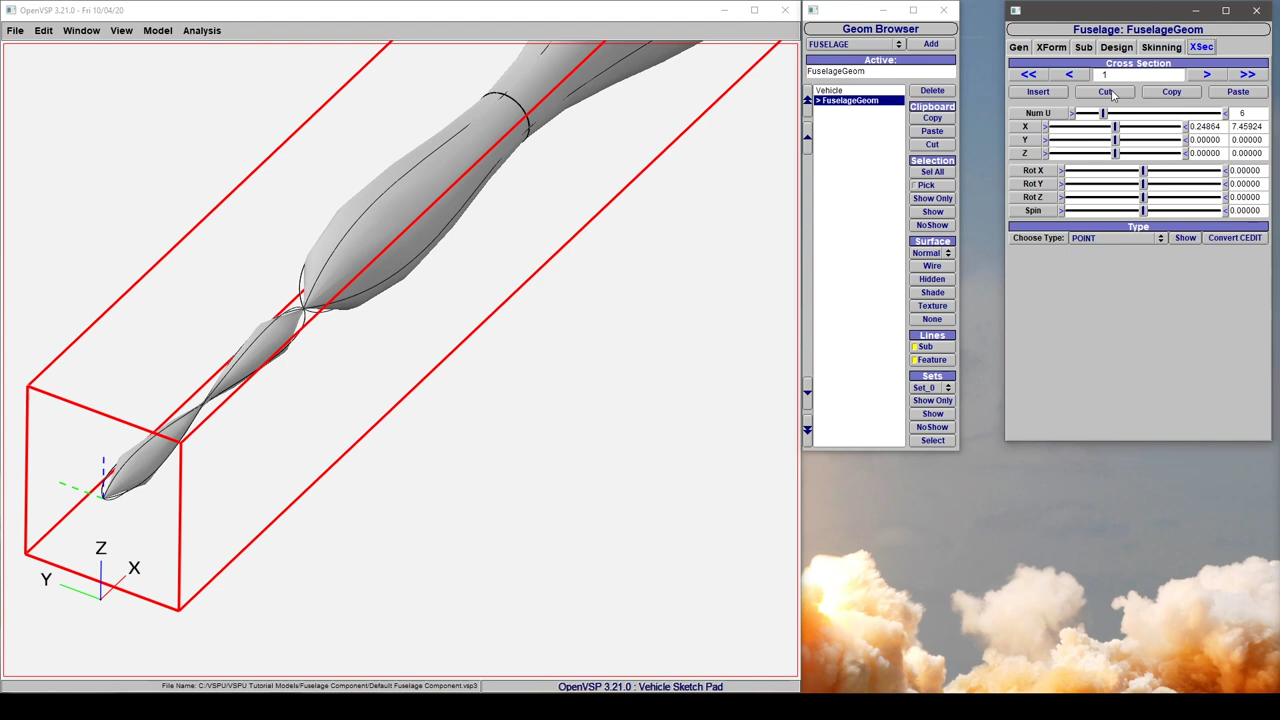 OpenVSP 3.21.0 - Fri 10/04/20
File Edit Window View Model Analysis
Z
Y
X
File Name: C:/VSPU/VSPU Tutorial Models/Fuselage Component/Default Fuselage Component.vsp3
OpenVSP 3.21.0 : Vehicle Sketch Pad
Geom Browser
FUSELAGE Add
Active:
FuselageGeom
Vehicle
> FuselageGeom
Delete
Clipboard
Copy
Paste
Cut
Selection
Sel All
Pick
Show Only
Show
NoShow
Surface
Normal
Wire
Hidden
Shade
Texture
None
Lines
Sub
Feature
Sets
Set_0
Show Only
Show
NoShow
Select
Fuselage: FuselageGeom
Gen XForm Sub Design Skinning XSec
Cross Section
<< < 1 > >>
Insert Cut Copy Paste
Num U > < 6
X > < 0.24864 7.45924
Y > < 0.00000 0.00000
Z > < 0.00000 0.00000
Rot X > < 0.00000
Rot Y > < 0.00000
Rot Z > < 0.00000
Spin > < 0.00000
Type
Choose Type: POINT Show Convert CEDIT